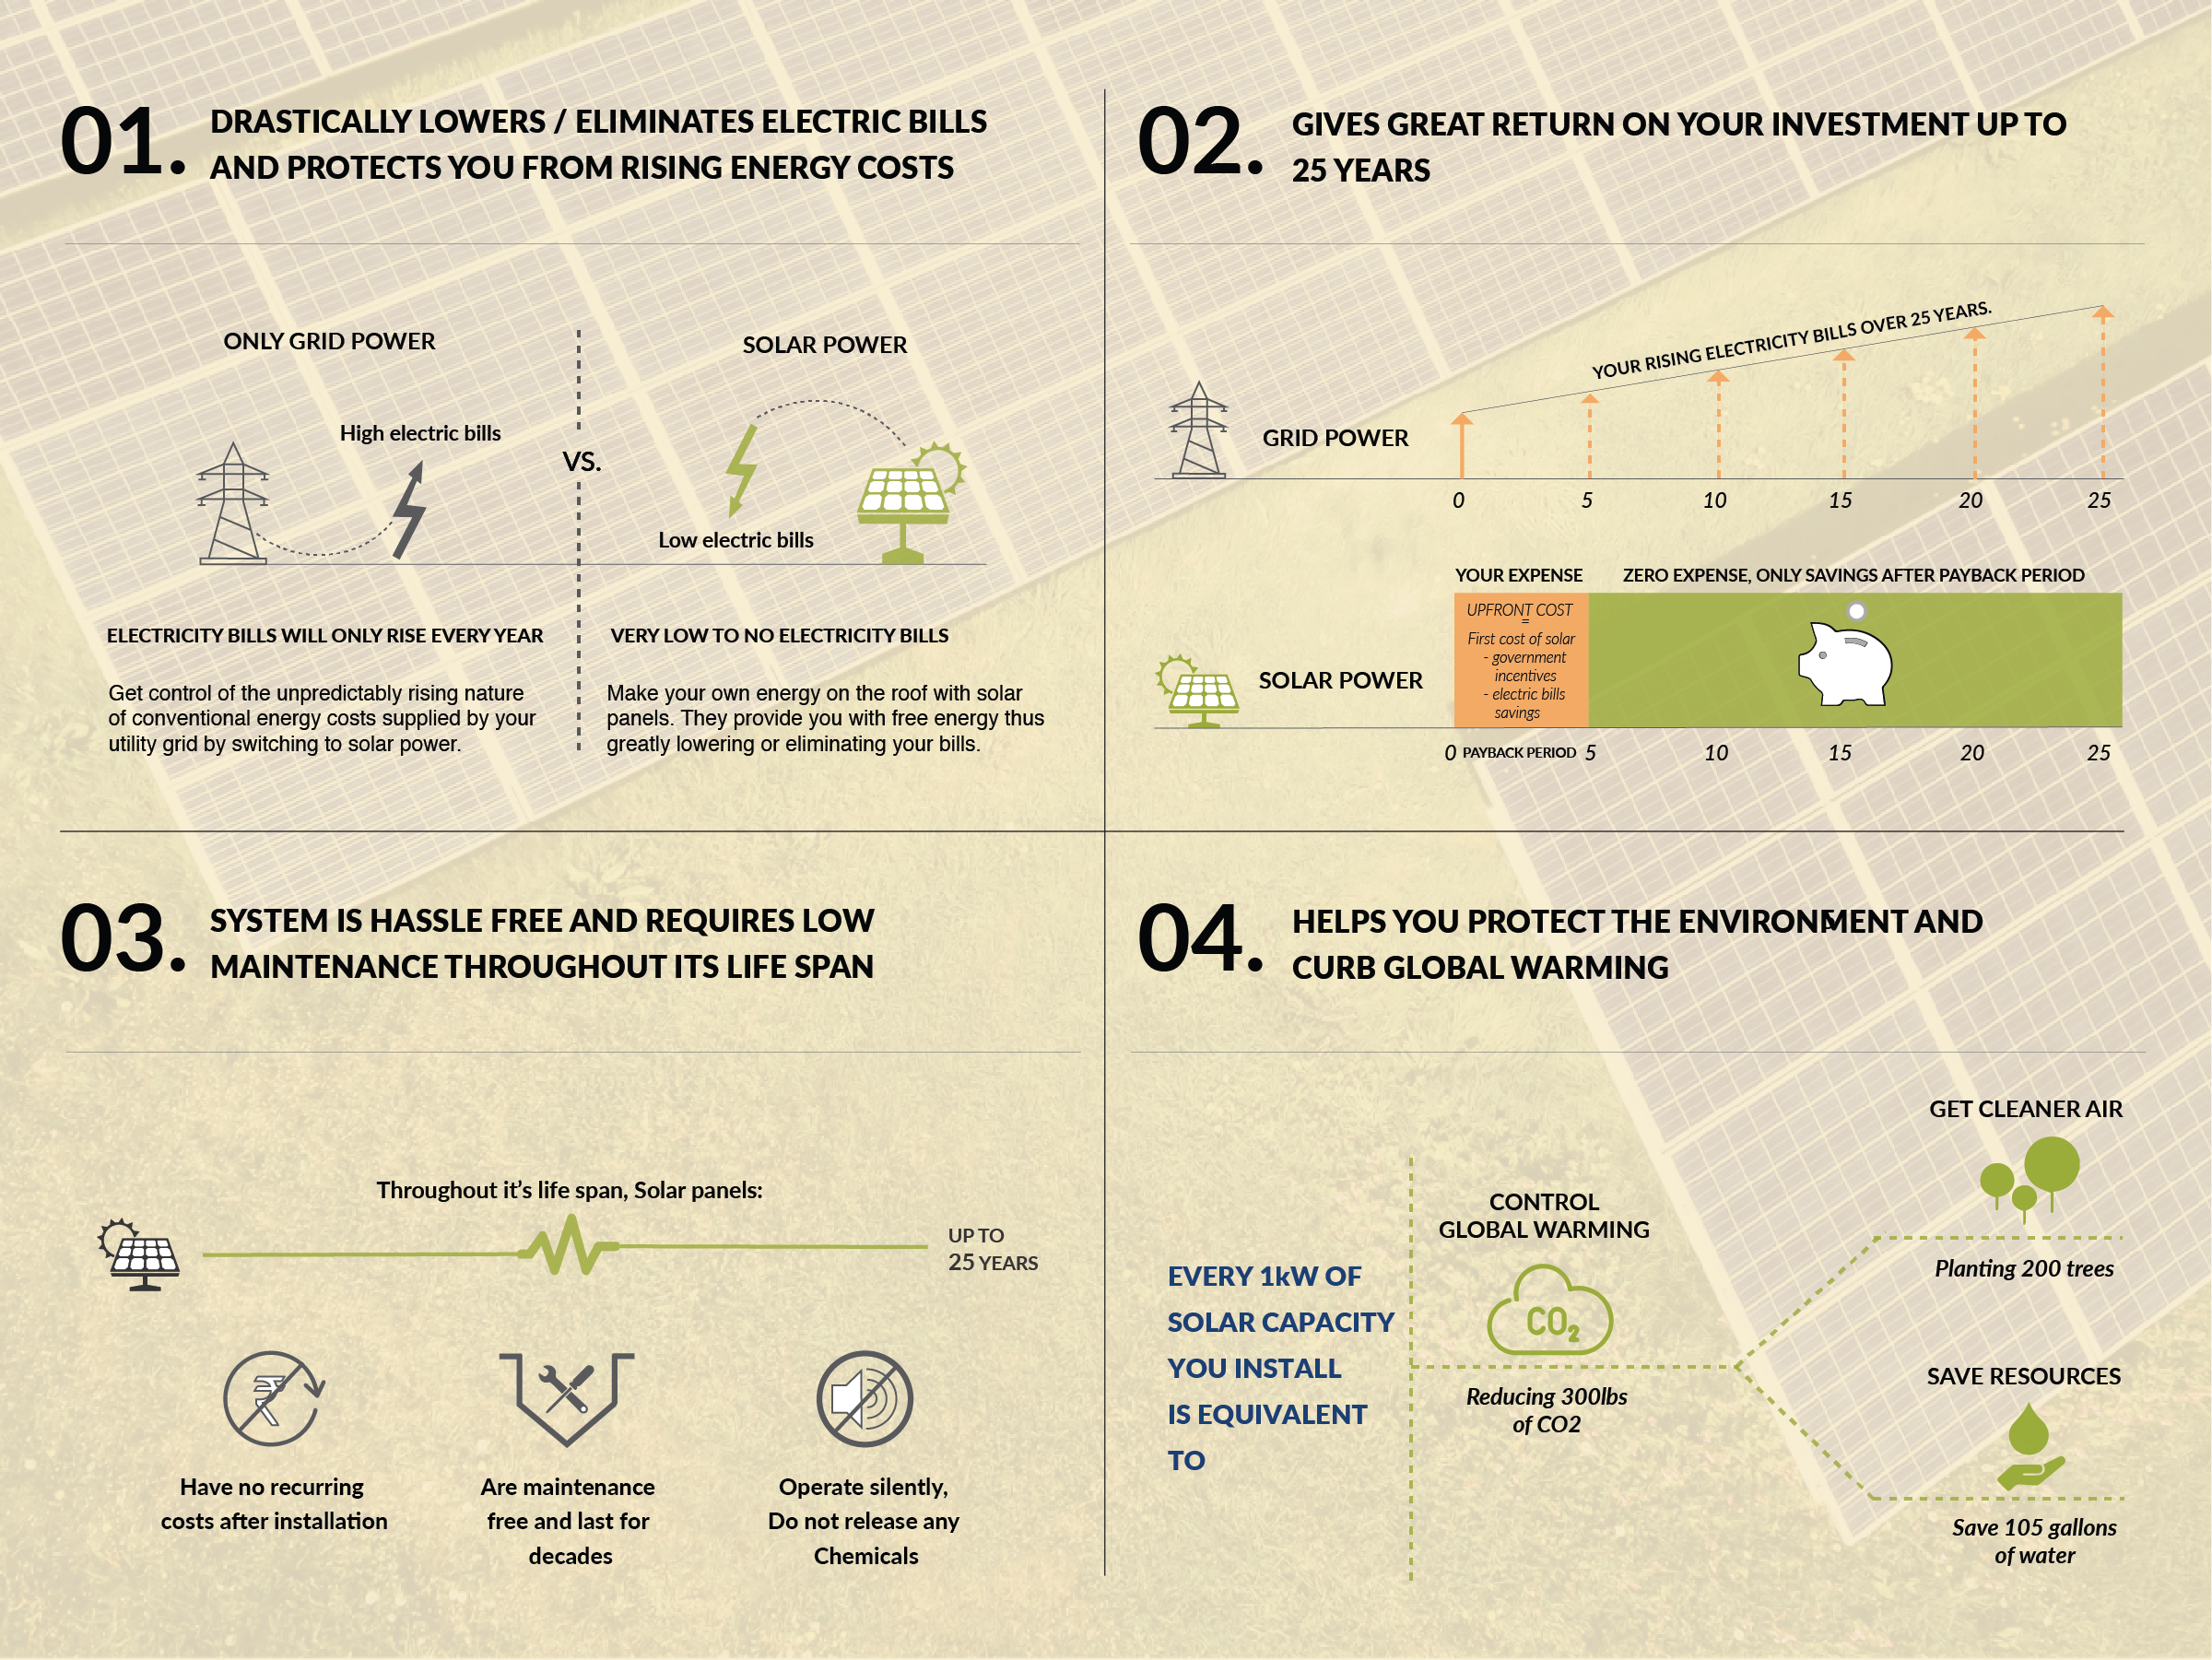 01.
DRASTICALLY LOWERS / ELIMINATES ELECTRIC BILLS
AND PROTECTS YOU FROM RISING ENERGY COSTS
ONLY GRID POWER
SOLAR POWER
High electric bills
VS.
Low electric bills
ELECTRICITY BILLS WILL ONLY RISE EVERY YEAR
Get control of the unpredictably rising nature
of conventional energy costs supplied by your
utility grid by switching to solar power.
VERY LOW TO NO ELECTRICITY BILLS
Make your own energy on the roof with solar
panels. They provide you with free energy thus
greatly lowering or eliminating your bills.
02.
GIVES GREAT RETURN ON YOUR INVESTMENT UP TO
25 YEARS
YOUR RISING ELECTRICITY BILLS OVER 25 YEARS.
GRID POWER
0 5 10 15 20 25
YOUR EXPENSE
ZERO EXPENSE, ONLY SAVINGS AFTER PAYBACK PERIOD
UPFRONT COST
=
First cost of solar
- government
incentives
- electric bills
savings
SOLAR POWER
0 PAYBACK PERIOD 5 10 15 20 25
03.
SYSTEM IS HASSLE FREE AND REQUIRES LOW
MAINTENANCE THROUGHOUT ITS LIFE SPAN
Throughout it’s life span, Solar panels:
UP TO
25 YEARS
₹
Have no recurring
costs after installation
Are maintenance
free and last for
decades
Operate silently,
Do not release any
Chemicals
04.
HELPS YOU PROTECT THE ENVIRONMENT AND
CURB GLOBAL WARMING
EVERY 1kW OF
SOLAR CAPACITY
YOU INSTALL
IS EQUIVALENT
TO
CONTROL
GLOBAL WARMING
CO₂
Reducing 300lbs
of CO2
GET CLEANER AIR
Planting 200 trees
SAVE RESOURCES
Save 105 gallons
of water